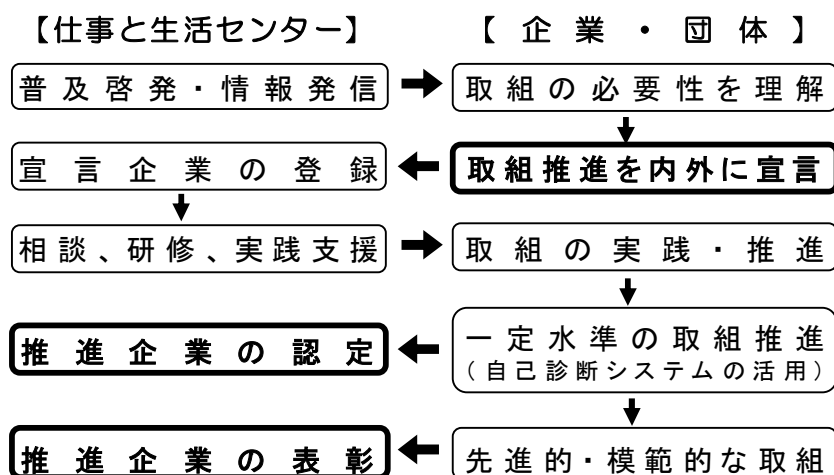 【仕事と生活センター】 【企業・団体】
普及啓発・情報発信 取組の必要性を理解
宣言企業の登録 取組推進を内外に宣言
相談、研修、実践支援 取組の実践・推進
推進企業の認定 一定水準の取組推進
(自己診断システムの活用)
推進企業の表彰 先進的・模範的な取組